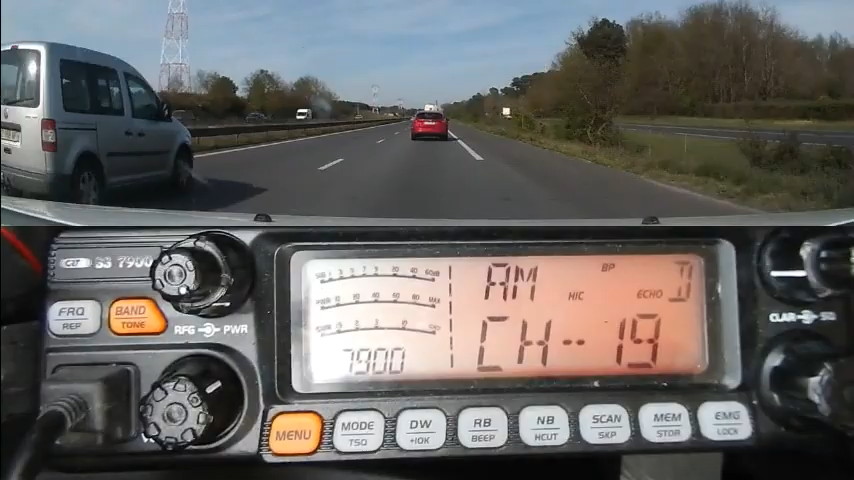 CRT SS 7900
FRQ
REP
BAND
TONE
RFG PWR
AM
BP
HIC
ECHO
D
7900
CH--19
CLAR SQ
MENU
MODE
TSQ
DW
+10K
RB
BEEP
NB
HCUT
SCAN
SKP
MEM
STOR
EMG
LOCK